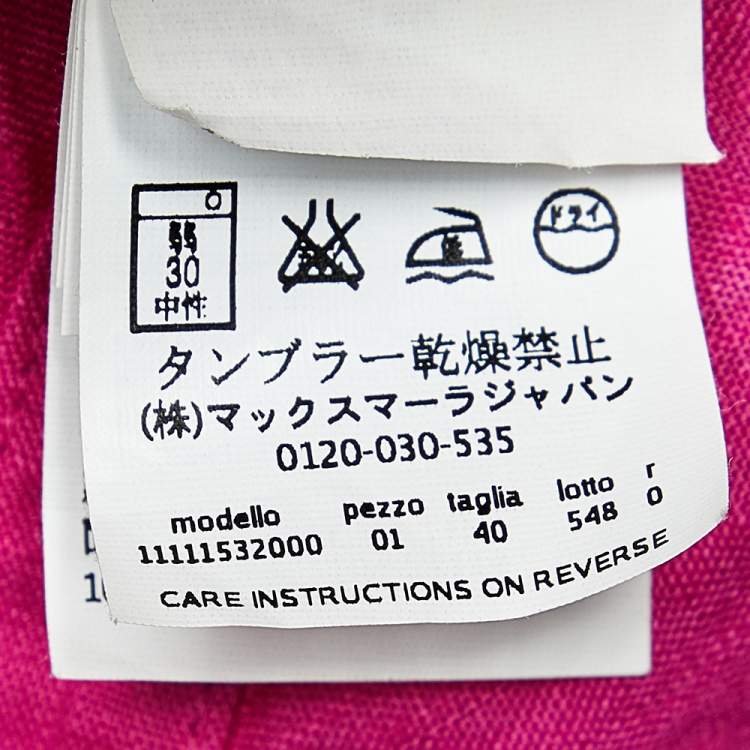 弱
30
中性
ドライ
タンブラー乾燥禁止
(株)マックスマーラジャパン
0120-030-535
modello pezzo taglia lotto r
11111532000 01 40 548 0
CARE INSTRUCTIONS ON REVERSE